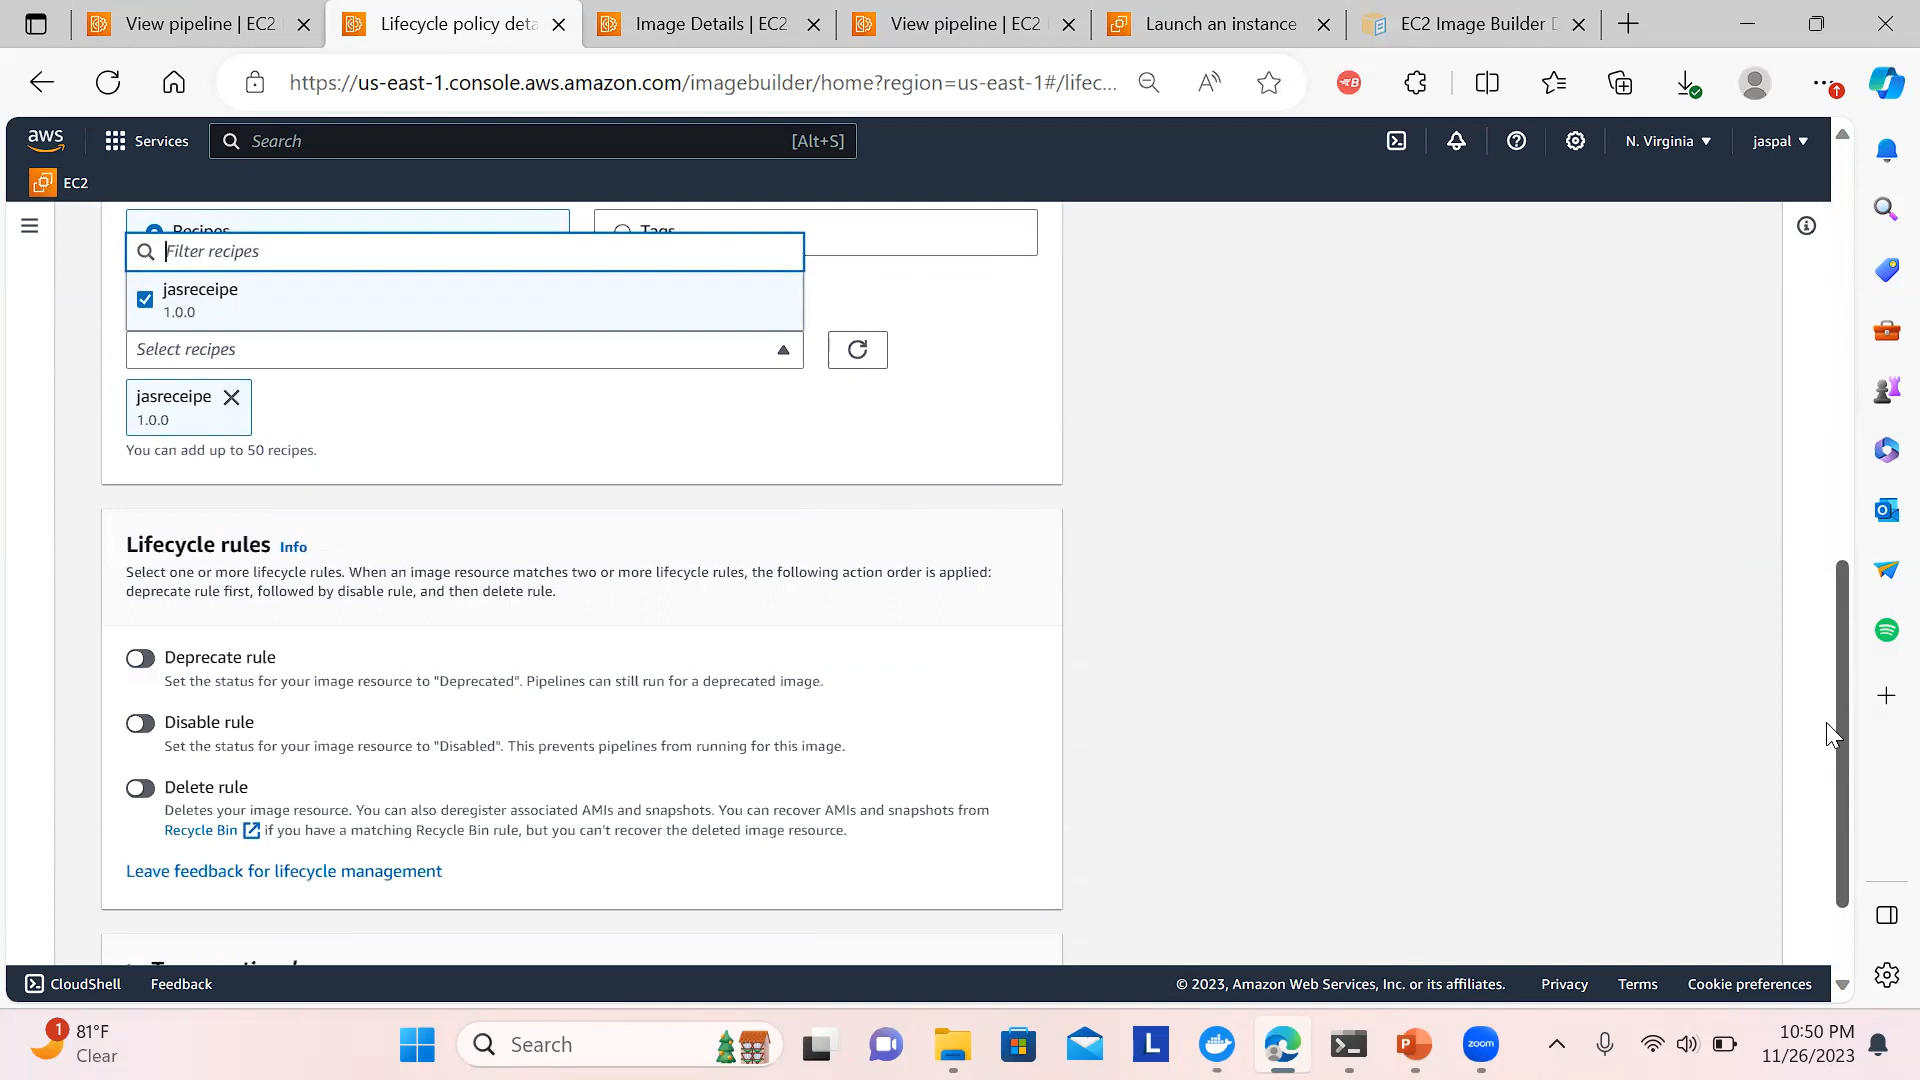 View pipeline | EC2
Lifecycle policy deta
Image Details | EC2
View pipeline | EC2
Launch an instance
EC2 Image Builder
https://us-east-1.console.aws.amazon.com/imagebuilder/home?region=us-east-1#/lifec...
aws
Services
Search
[Alt+S]
N. Virginia
jaspal
EC2
Recipes
Tags
Filter recipes
jasreceipe
1.0.0
Select recipes
jasreceipe
1.0.0
You can add up to 50 recipes.
Lifecycle rules Info
Select one or more lifecycle rules. When an image resource matches two or more lifecycle rules, the following action order is applied:
deprecate rule first, followed by disable rule, and then delete rule.
Deprecate rule
Set the status for your image resource to "Deprecated". Pipelines can still run for a deprecated image.
Disable rule
Set the status for your image resource to "Disabled". This prevents pipelines from running for this image.
Delete rule
Deletes your image resource. You can also deregister associated AMIs and snapshots. You can recover AMIs and snapshots from
Recycle Bin if you have a matching Recycle Bin rule, but you can't recover the deleted image resource.
Leave feedback for lifecycle management
CloudShell
Feedback
© 2023, Amazon Web Services, Inc. or its affiliates.
Privacy
Terms
Cookie preferences
1
81°F
Clear
Search
L
zoom
10:50 PM
11/26/2023